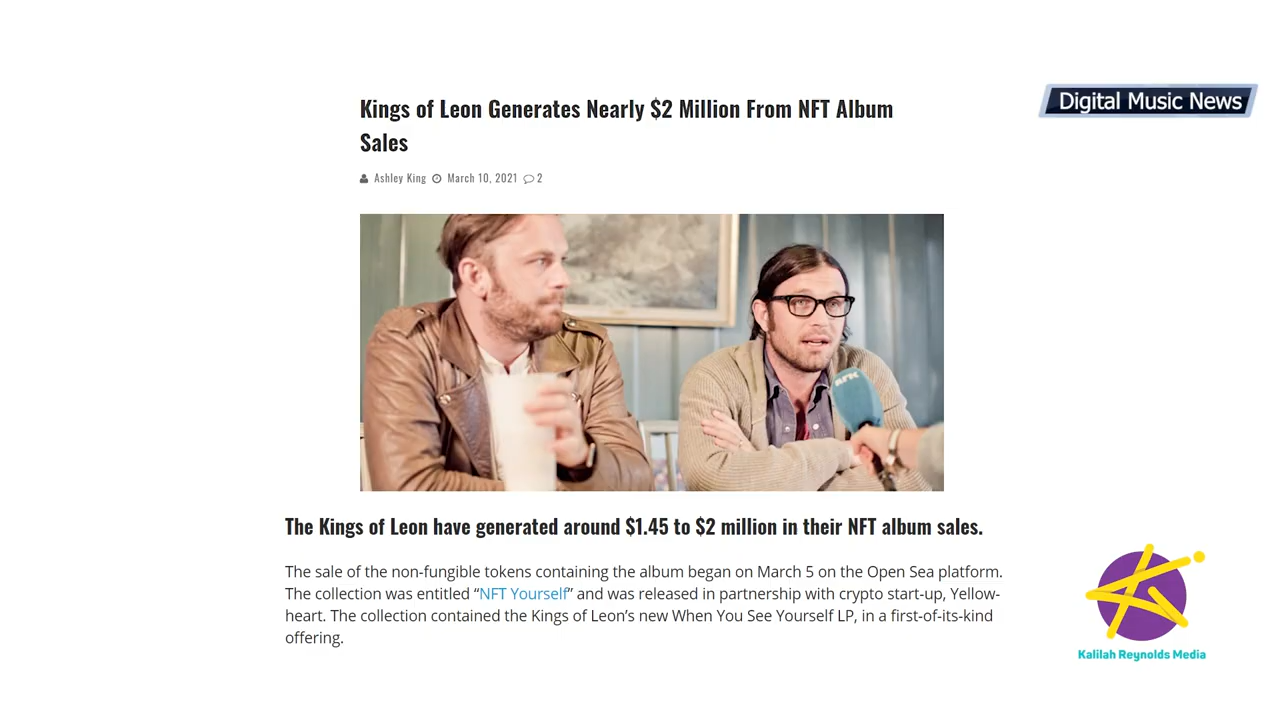 Kings of Leon Generates Nearly $2 Million From NFT Album
Sales
Digital Music News
Ashley King March 10, 2021 2
nrk
The Kings of Leon have generated around $1.45 to $2 million in their NFT album sales.
The sale of the non-fungible tokens containing the album began on March 5 on the Open Sea platform.
The collection was entitled “NFT Yourself” and was released in partnership with crypto start-up, Yellow-
heart. The collection contained the Kings of Leon’s new When You See Yourself LP, in a first-of-its-kind
offering.
Kalilah Reynolds Media